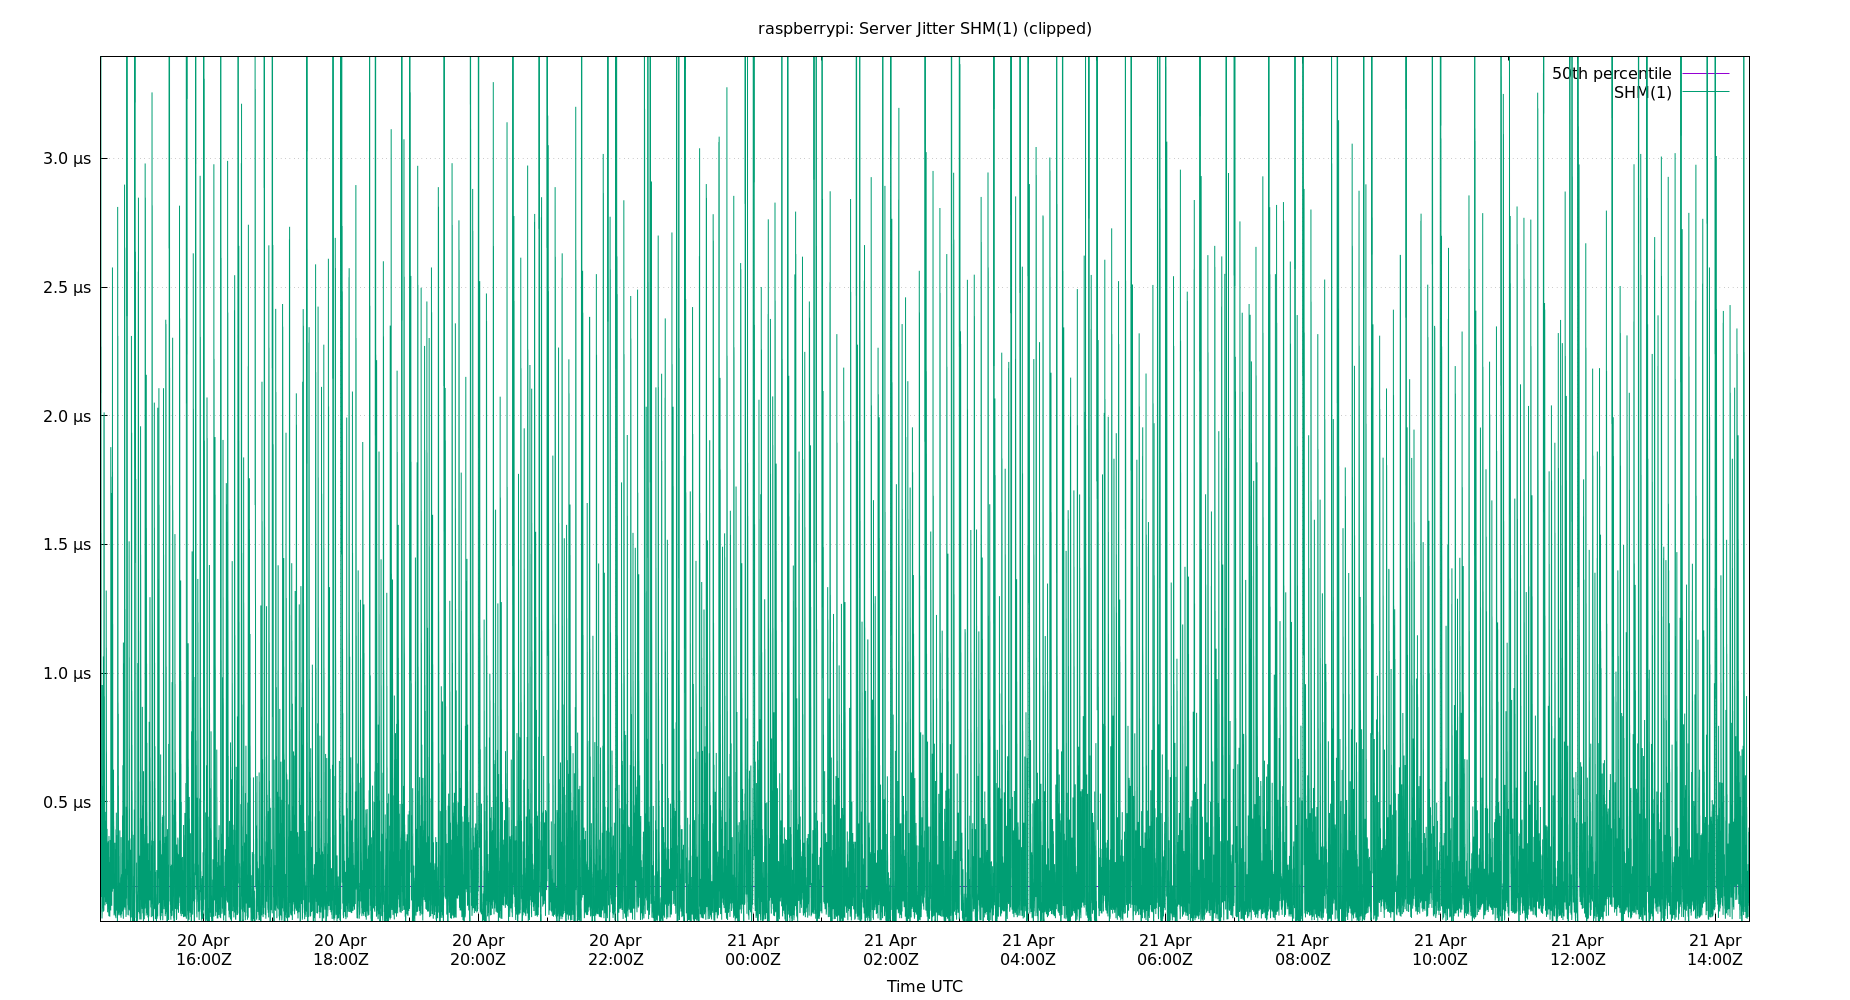 raspberrypi: Server Jitter SHM(1) (clipped)
50th percentile
SHM(1)
3.0 µs
2.5 µs
2.0 µs
1.5 µs
1.0 µs
0.5 µs
20 Apr 20 Apr 20 Apr 20 Apr 21 Apr 21 Apr 21 Apr 21 Apr 21 Apr 21 Apr 21 Apr 21 Apr
16:00Z 18:00Z 20:00Z 22:00Z 00:00Z 02:00Z 04:00Z 06:00Z 08:00Z 10:00Z 12:00Z 14:00Z
Time UTC